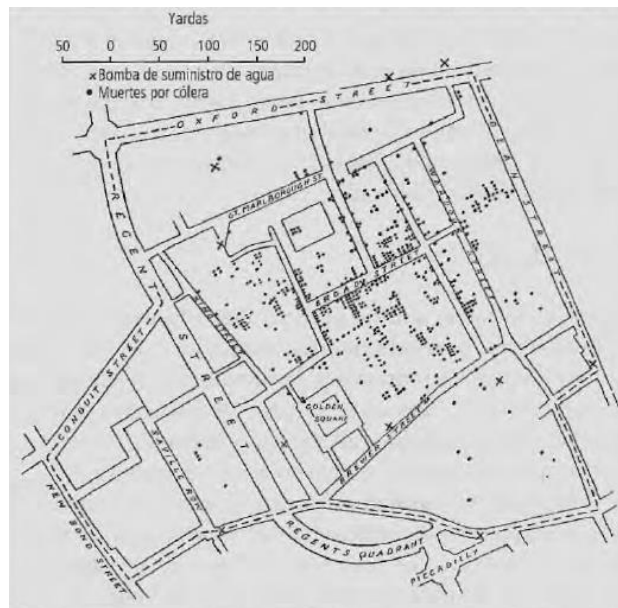 Yardas
50 0 50 100 150 200
× Bomba de suministro de agua
• Muertes por cólera
OXFORD STREET
REGENT STREET
GT. MARLBOROUGH ST.
DEAN STREET
BROAD STREET
KING STREET
CONDUIT STREET
GOLDEN
SQUARE
BREWER STREET
SAVILLE ROW
NEW BOND STREET
REGENTS QUADRANT
PICCADILLY